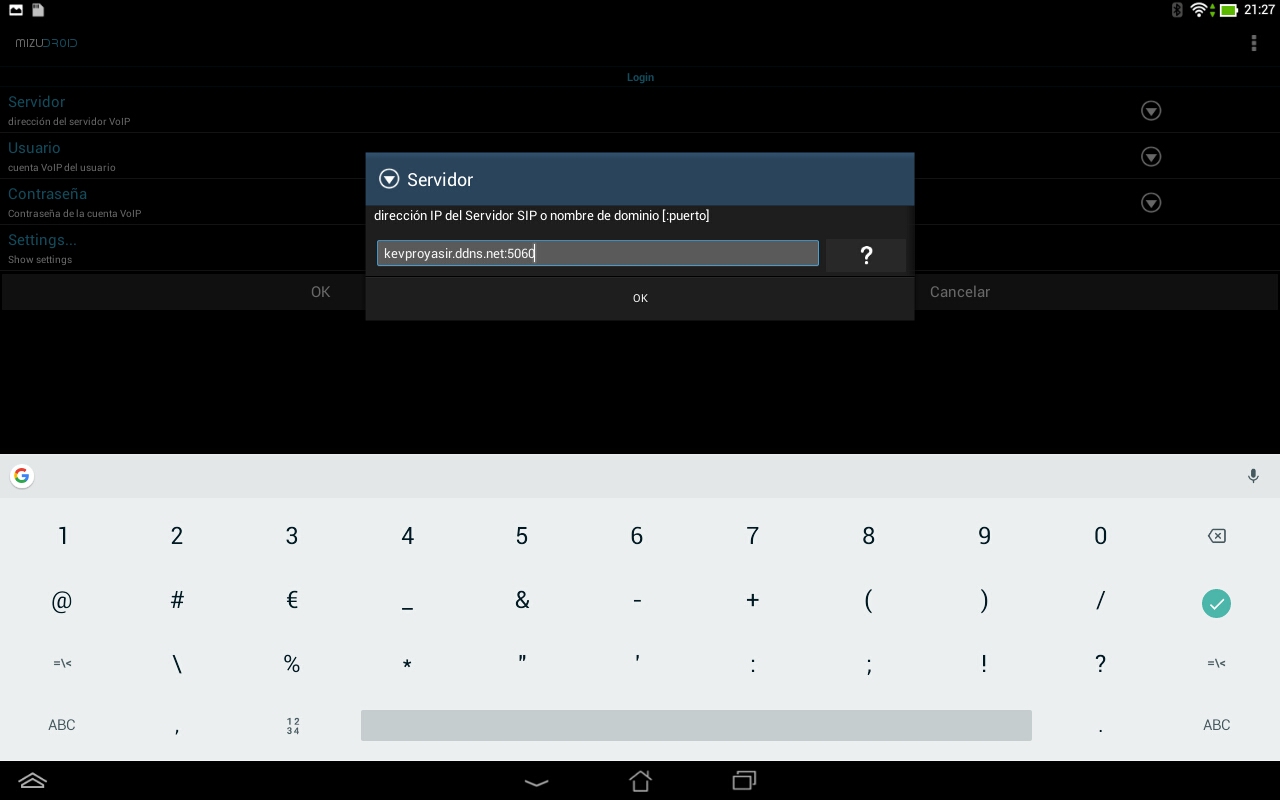 21:27
MIZUDROID
Login
Servidor
dirección del servidor VoIP
Usuario
cuenta VoIP del usuario
Contraseña
Contraseña de la cuenta VoIP
Settings...
Show settings
OK
Cancelar
Servidor
dirección IP del Servidor SIP o nombre de dominio [:puerto]
kevproyasir.ddns.net:5060
?
OK
G
1 2 3 4 5 6 7 8 9 0
@ # € _ & - + ( ) /
=\< \ % * " ' : ; ! ? =\<
ABC , 12 34 . ABC